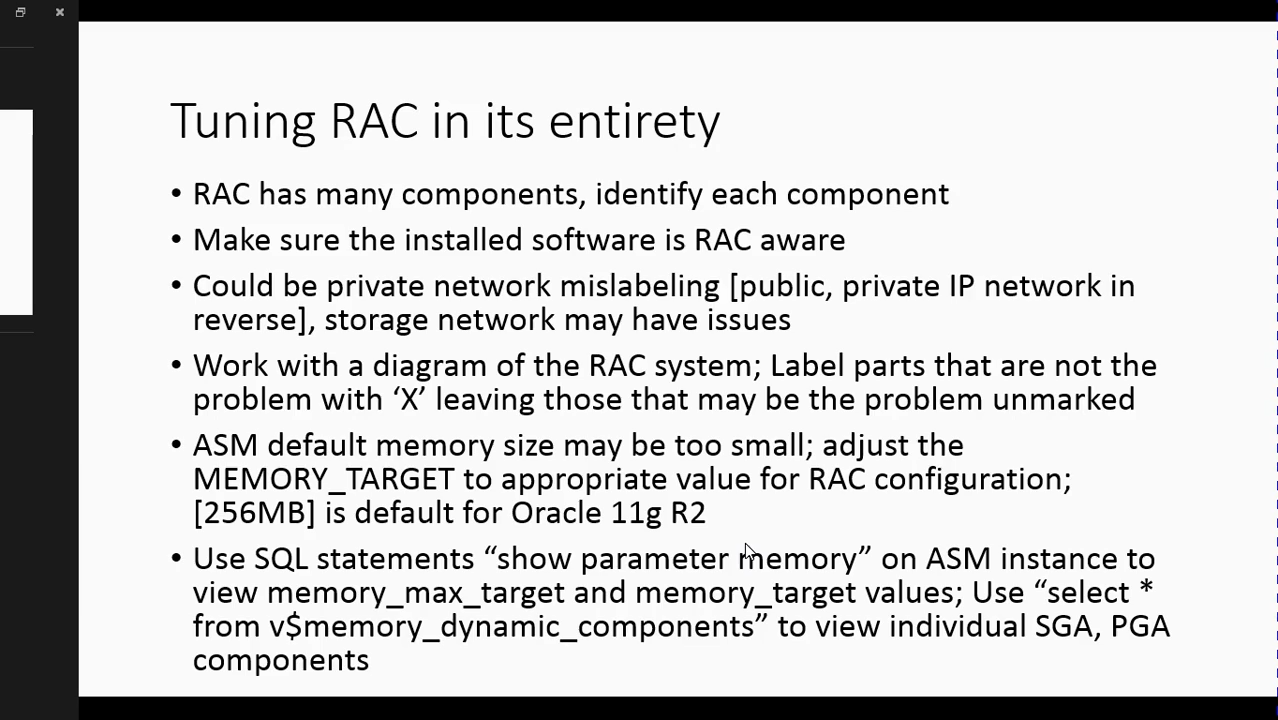 Tuning RAC in its entirety
• RAC has many components, identify each component
• Make sure the installed software is RAC aware
• Could be private network mislabeling [public, private IP network in
reverse], storage network may have issues
• Work with a diagram of the RAC system; Label parts that are not the
problem with ‘X’ leaving those that may be the problem unmarked
• ASM default memory size may be too small; adjust the
MEMORY_TARGET to appropriate value for RAC configuration;
[256MB] is default for Oracle 11g R2
• Use SQL statements “show parameter memory” on ASM instance to
view memory_max_target and memory_target values; Use “select *
from v$memory_dynamic_components” to view individual SGA, PGA
components